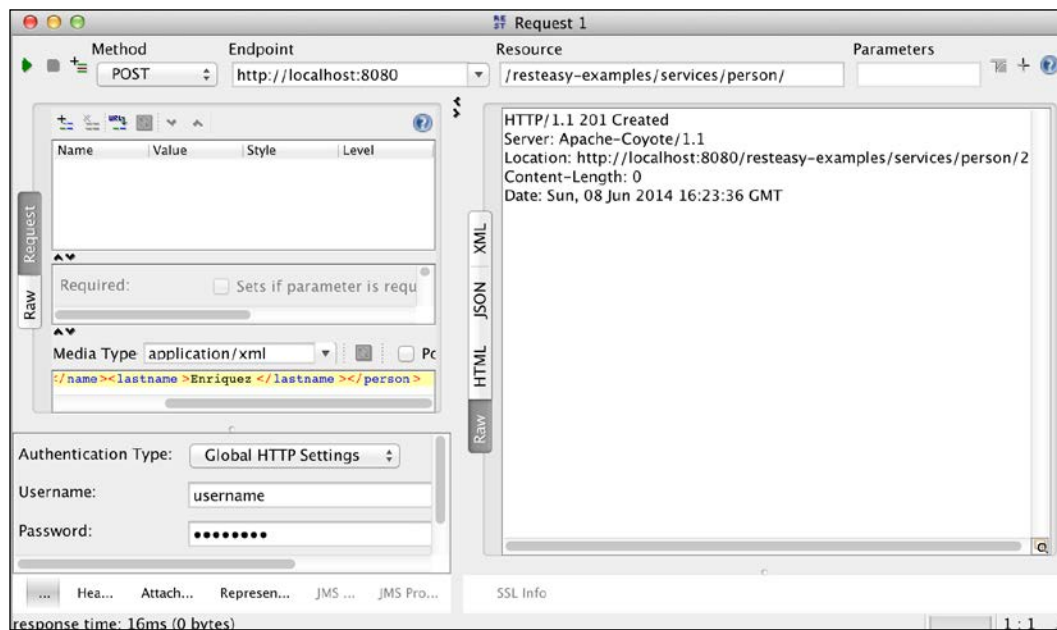 REST Request 1
Method Endpoint Resource Parameters
POST http://localhost:8080 /resteasy-examples/services/person/
Name Value Style Level
Request
Raw
Required: Sets if parameter is requ
Media Type application/xml Po
</name><lastname >Enriquez </lastname ></person >
Authentication Type: Global HTTP Settings
Username: username
Password: ••••••••
... Hea... Attach... Represen... JMS ... JMS Pro...
response time: 16ms (0 bytes)
XML
JSON
HTML
Raw
HTTP/1.1 201 Created
Server: Apache-Coyote/1.1
Location: http://localhost:8080/resteasy-examples/services/person/2
Content-Length: 0
Date: Sun, 08 Jun 2014 16:23:36 GMT
SSL Info
1 : 1